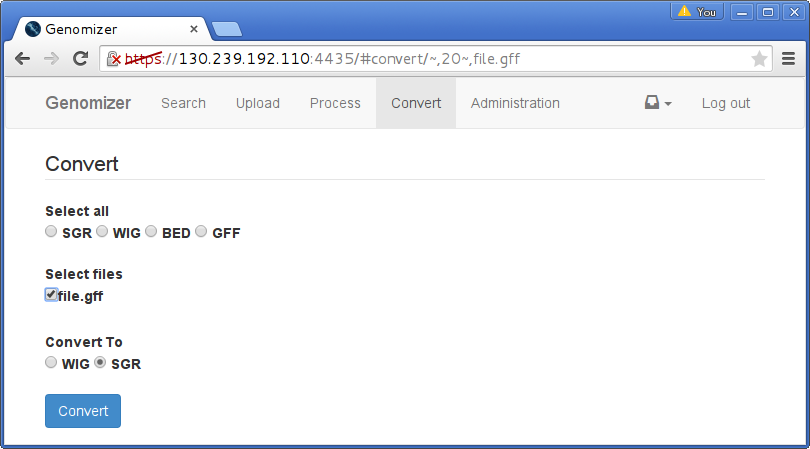 You
Genomizer
https://130.239.192.110:4435/#convert/~,20~,file.gff
Genomizer Search Upload Process Convert Administration Log out
Convert
Select all
SGR WIG BED GFF
Select files
file.gff
Convert To
WIG SGR
Convert